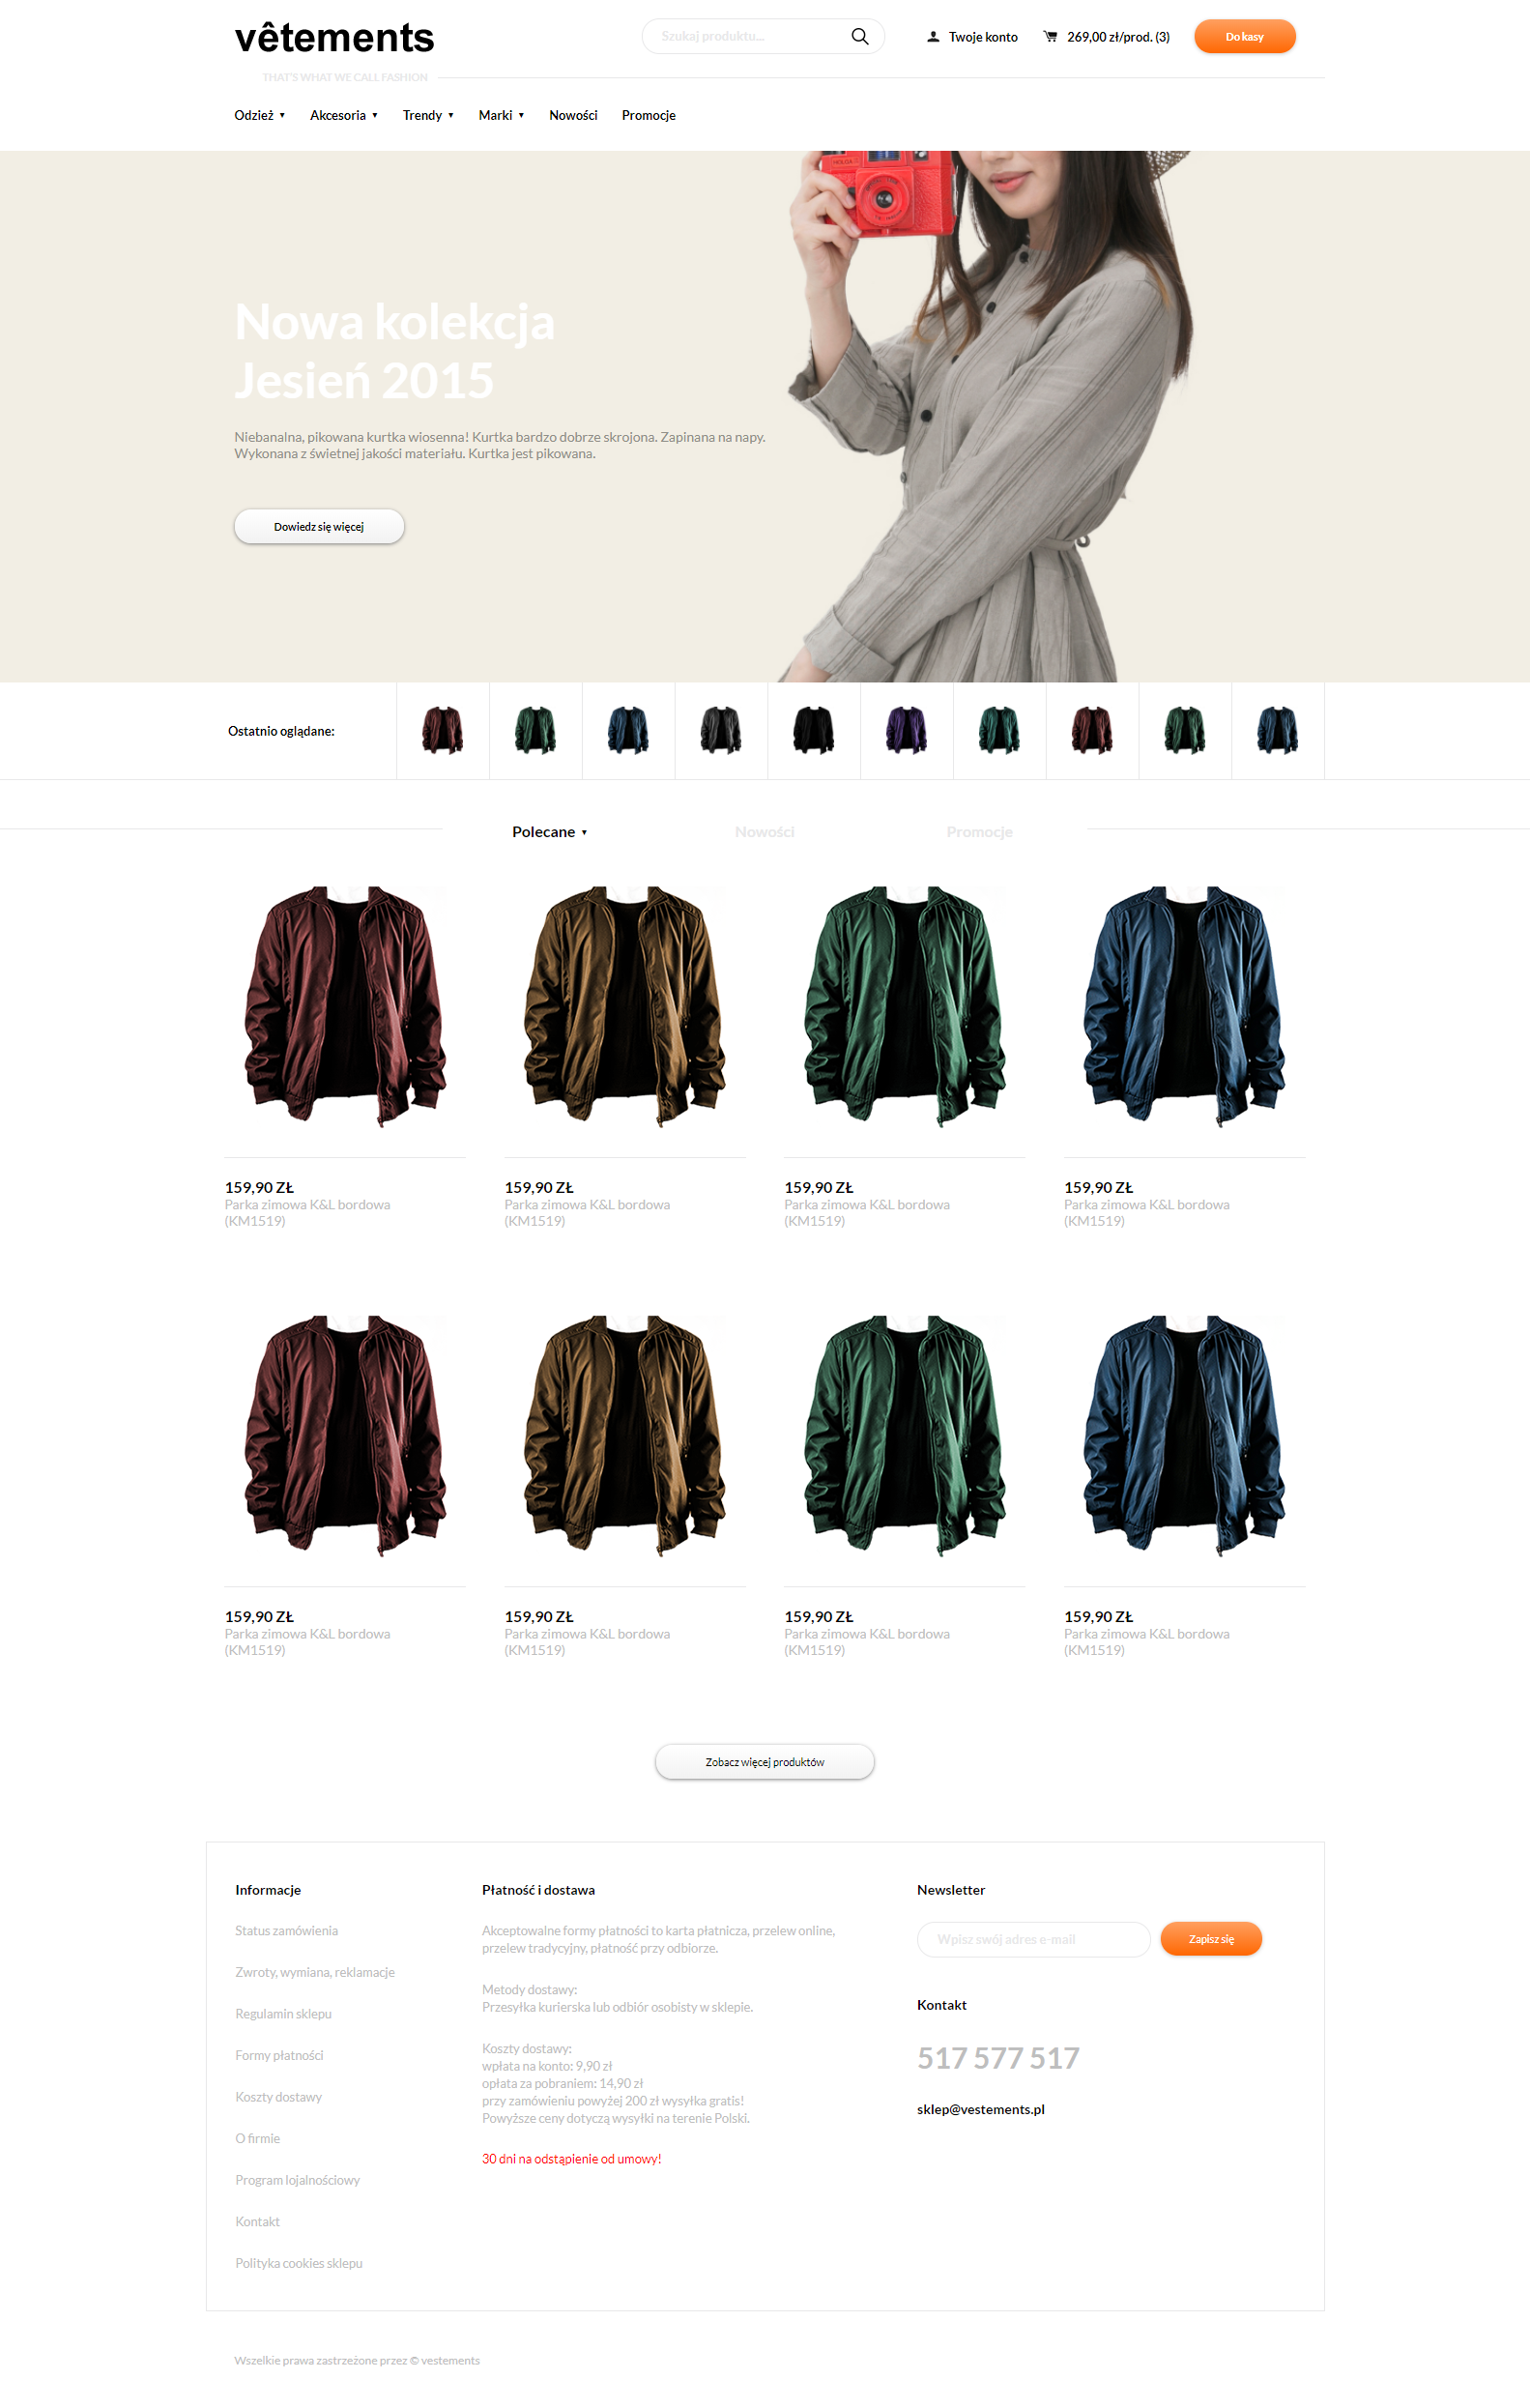 vêtements
Szukaj produktu...
Twoje konto
269,00 zł/prod. (3)
Do kasy
THAT'S WHAT WE CALL FASHION
Odzież ▼ Akcesoria ▼ Trendy ▼ Marki ▼ Nowości Promocje
HOLGA
Nowa kolekcja
Jesień 2015
Niebanalna, pikowana kurtka wiosenna! Kurtka bardzo dobrze skrojona. Zapinana na napy.
Wykonana z świetnej jakości materiału. Kurtka jest pikowana.
Dowiedz się więcej
Ostatnio oglądane:
Polecane ▼ Nowości Promocje
159,90 ZŁ
Parka zimowa K&L bordowa
(KM1519)
159,90 ZŁ
Parka zimowa K&L bordowa
(KM1519)
159,90 ZŁ
Parka zimowa K&L bordowa
(KM1519)
159,90 ZŁ
Parka zimowa K&L bordowa
(KM1519)
159,90 ZŁ
Parka zimowa K&L bordowa
(KM1519)
159,90 ZŁ
Parka zimowa K&L bordowa
(KM1519)
159,90 ZŁ
Parka zimowa K&L bordowa
(KM1519)
159,90 ZŁ
Parka zimowa K&L bordowa
(KM1519)
Zobacz więcej produktów
Informacje
Status zamówienia
Zwroty, wymiana, reklamacje
Regulamin sklepu
Formy płatności
Koszty dostawy
O firmie
Program lojalnościowy
Kontakt
Polityka cookies sklepu
Płatność i dostawa
Akceptowalne formy płatności to karta płatnicza, przelew online,
przelew tradycyjny, płatność przy odbiorze.
Metody dostawy:
Przesyłka kurierska lub odbiór osobisty w sklepie.
Koszty dostawy:
wpłata na konto: 9,90 zł
opłata za pobraniem: 14,90 zł
przy zamówieniu powyżej 200 zł wysyłka gratis!
Powyższe ceny dotyczą wysyłki na terenie Polski.
30 dni na odstąpienie od umowy!
Newsletter
Wpisz swój adres e-mail
Zapisz się
Kontakt
517 577 517
sklep@vestements.pl
Wszelkie prawa zastrzeżone przez © vestements